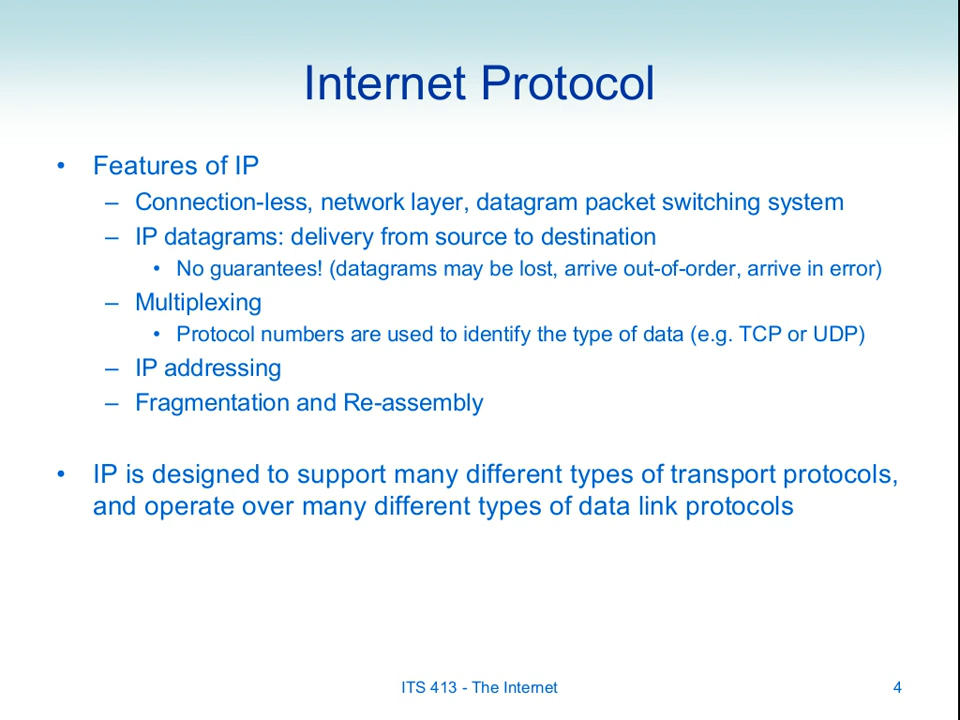 Internet Protocol
• Features of IP
– Connection-less, network layer, datagram packet switching system
– IP datagrams: delivery from source to destination
• No guarantees! (datagrams may be lost, arrive out-of-order, arrive in error)
– Multiplexing
• Protocol numbers are used to identify the type of data (e.g. TCP or UDP)
– IP addressing
– Fragmentation and Re-assembly
• IP is designed to support many different types of transport protocols,
and operate over many different types of data link protocols
ITS 413 - The Internet
4